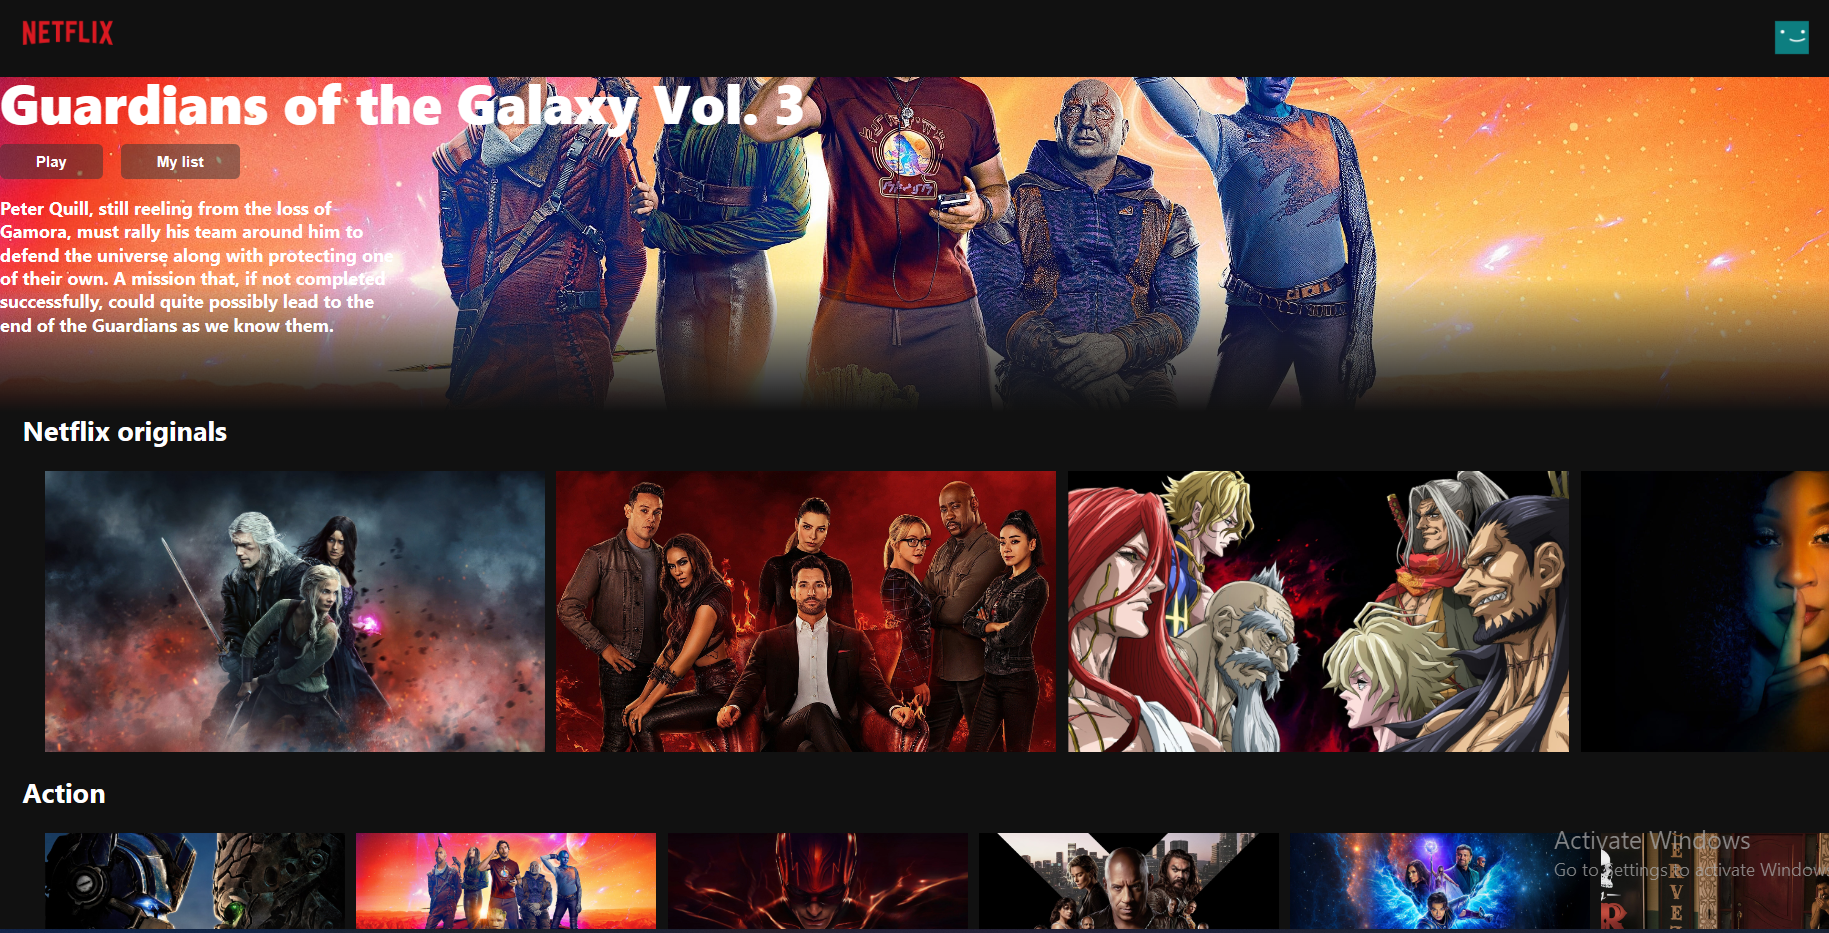 NETFLIX
Guardians of the Galaxy Vol. 3
Play
My list
Peter Quill, still reeling from the loss of
Gamora, must rally his team around him to
defend the universe along with protecting one
of their own. A mission that, if not completed
successfully, could quite possibly lead to the
end of the Guardians as we know them.
Netflix originals
Action
Activate Windows
Go to Settings to activate Window